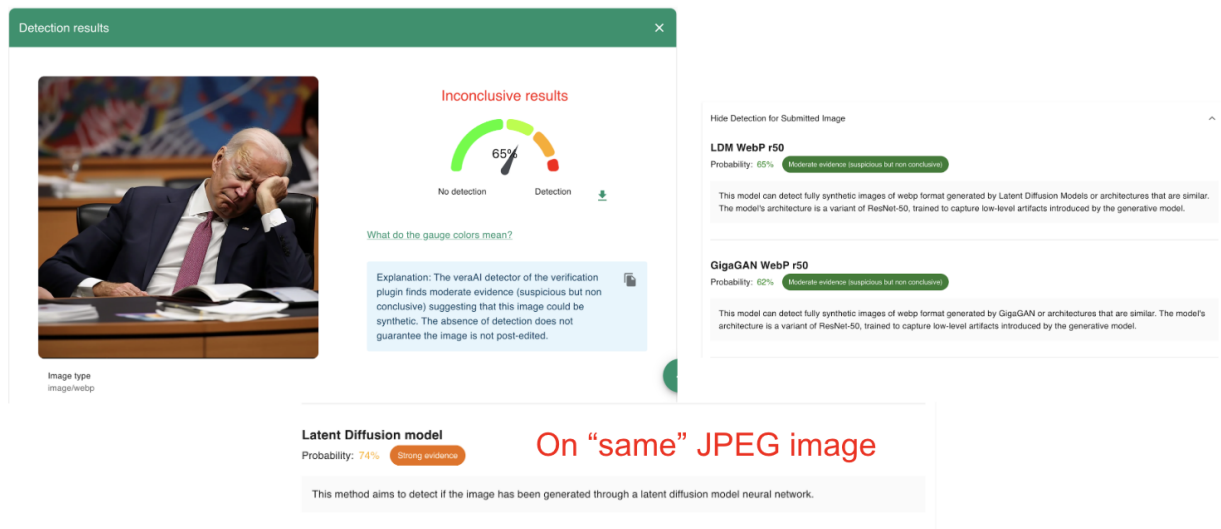 Detection results
Inconclusive results
65%
No detection
Detection
What do the gauge colors mean?
Explanation: The veraAI detector of the verification
plugin finds moderate evidence (suspicious but non
conclusive) suggesting that this image could be
synthetic. The absence of detection does not
guarantee the image is not post-edited.
Image type
image/webp
Hide Detection for Submitted Image
LDM WebP r50
Probability: 65% Moderate evidence (suspicious but non conclusive)
This model can detect fully synthetic images of webp format generated by Latent Diffusion Models or architectures that are similar.
The model's architecture is a variant of ResNet-50, trained to capture low-level artifacts introduced by the generative model.
GigaGAN WebP r50
Probability: 62% Moderate evidence (suspicious but non conclusive)
This model can detect fully synthetic images of webp format generated by GigaGAN or architectures that are similar. The model's
architecture is a variant of ResNet-50, trained to capture low-level artifacts introduced by the generative model.
Latent Diffusion model
Probability: 74% Strong evidence
On “same” JPEG image
This method aims to detect if the image has been generated through a latent diffusion model neural network.